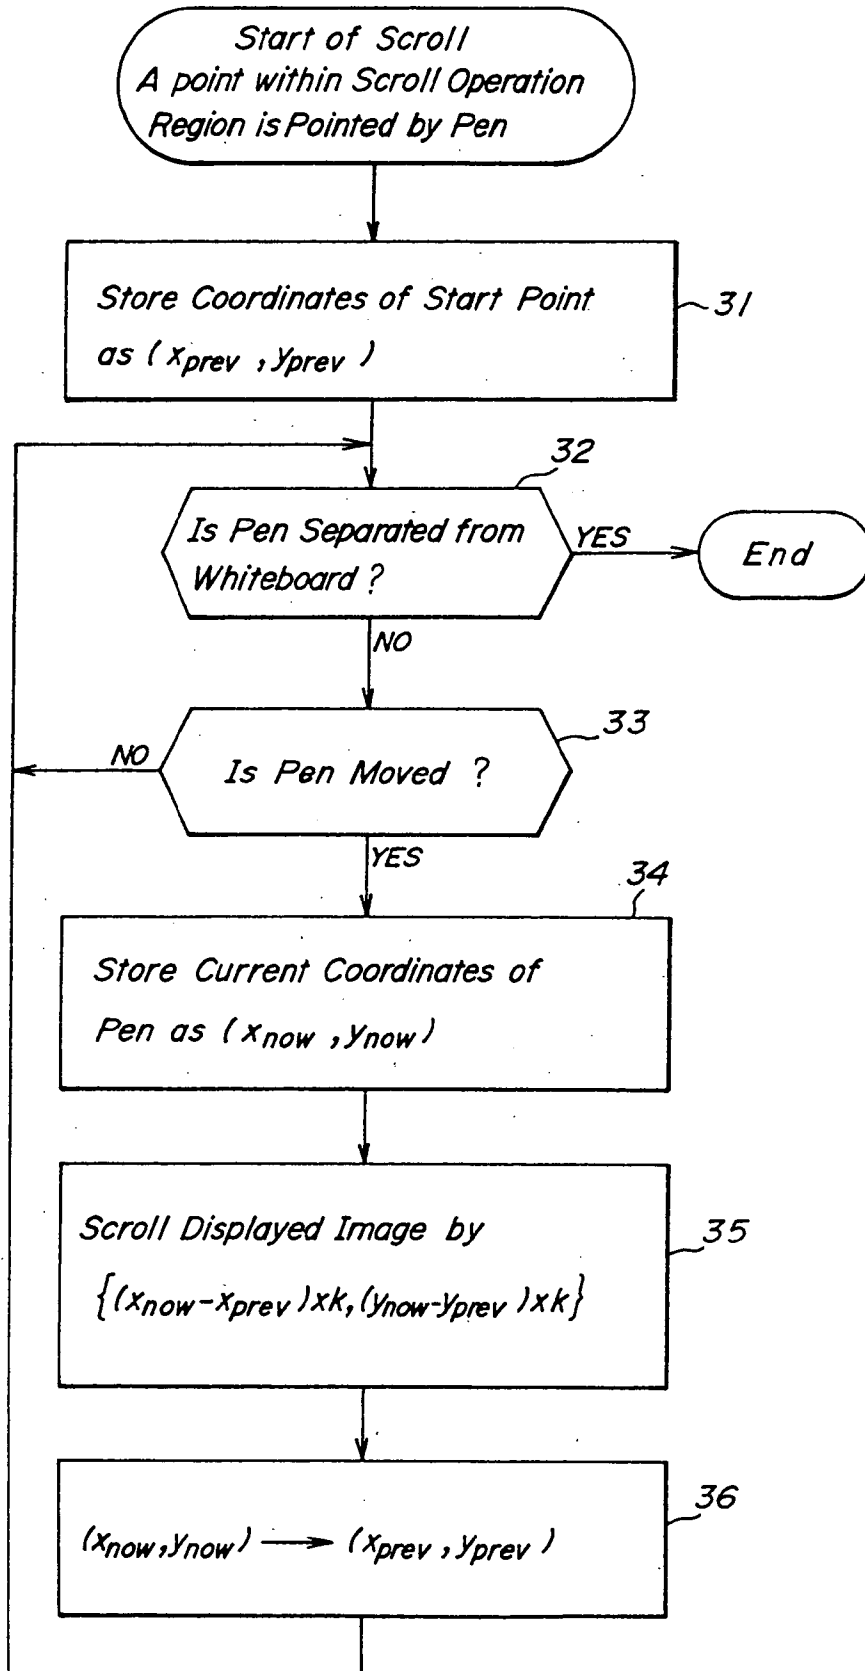 Start of Scroll
A point within Scroll Operation
Region is Pointed by Pen
Store Coordinates of Start Point
as (xprev , yprev )
31
32
Is Pen Separated from
Whiteboard ?
YES
End
NO
33
NO
Is Pen Moved ?
YES
34
Store Current Coordinates of
Pen as (xnow , ynow)
35
Scroll Displayed Image by
{(xnow-xprev)xk,(ynow-yprev)xk}
36
(xnow,ynow) → (xprev , yprev )